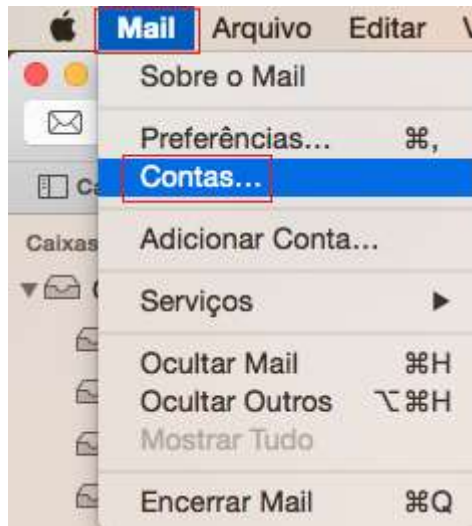 Mail Arquivo Editar
Sobre o Mail
Preferências... ⌘,
Contas...
Caixas
Adicionar Conta...
Serviços ▶
Ocultar Mail ⌘H
Ocultar Outros ⌥⌘H
Mostrar Tudo
Encerrar Mail ⌘Q